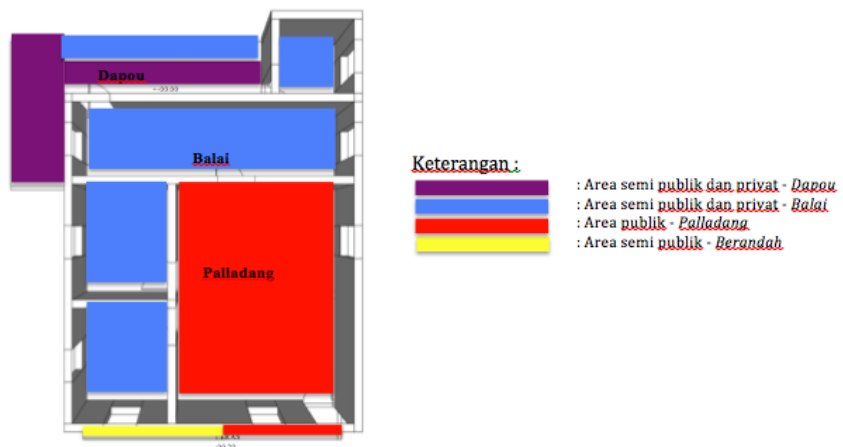 Dapou
Balai
Palladang
Keterangan :
: Area semi publik dan privat - Dapou
: Area semi publik dan privat - Balai
: Area publik - Palladang
: Area semi publik - Berandah